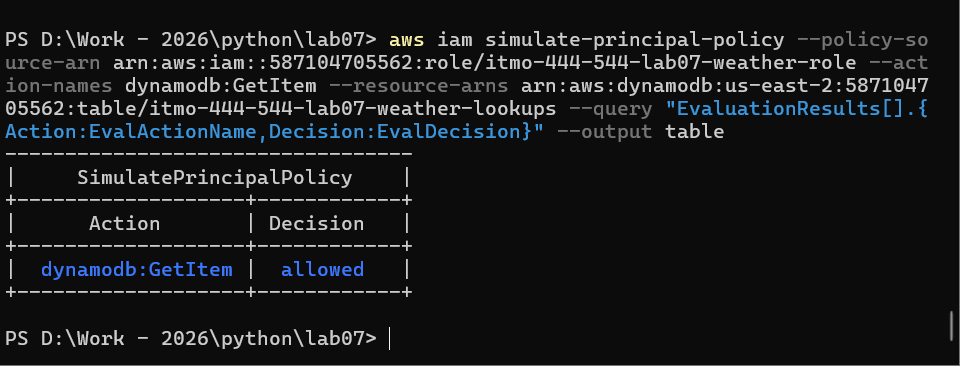 PS D:\Work - 2026\python\lab07> aws iam simulate-principal-policy --policy-so
urce-arn arn:aws:iam::587104705562:role/itmo-444-544-lab07-weather-role --act
ion-names dynamodb:GetItem --resource-arns arn:aws:dynamodb:us-east-2:5871047
05562:table/itmo-444-544-lab07-weather-lookups --query "EvaluationResults[].{
Action:EvalActionName,Decision:EvalDecision}" --output table
-----------------------------------
|     SimulatePrincipalPolicy     |
+--------------------+------------+
|       Action       | Decision   |
+--------------------+------------+
|  dynamodb:GetItem  |  allowed   |
+--------------------+------------+
PS D:\Work - 2026\python\lab07>